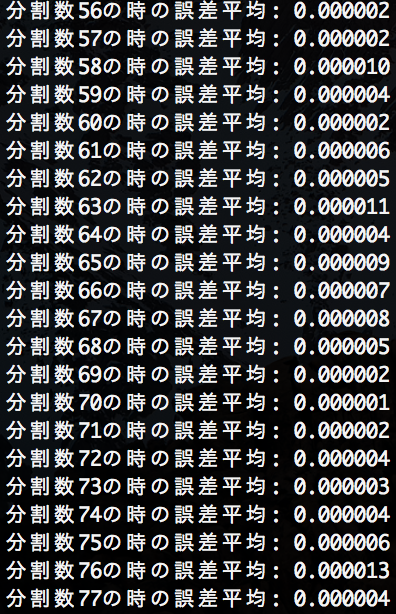 分割数56の時の誤差平均: 0.000002
分割数57の時の誤差平均: 0.000002
分割数58の時の誤差平均: 0.000010
分割数59の時の誤差平均: 0.000004
分割数60の時の誤差平均: 0.000002
分割数61の時の誤差平均: 0.000006
分割数62の時の誤差平均: 0.000005
分割数63の時の誤差平均: 0.000011
分割数64の時の誤差平均: 0.000004
分割数65の時の誤差平均: 0.000009
分割数66の時の誤差平均: 0.000007
分割数67の時の誤差平均: 0.000008
分割数68の時の誤差平均: 0.000005
分割数69の時の誤差平均: 0.000002
分割数70の時の誤差平均: 0.000001
分割数71の時の誤差平均: 0.000002
分割数72の時の誤差平均: 0.000004
分割数73の時の誤差平均: 0.000003
分割数74の時の誤差平均: 0.000004
分割数75の時の誤差平均: 0.000006
分割数76の時の誤差平均: 0.000013
分割数77の時の誤差平均: 0.000004